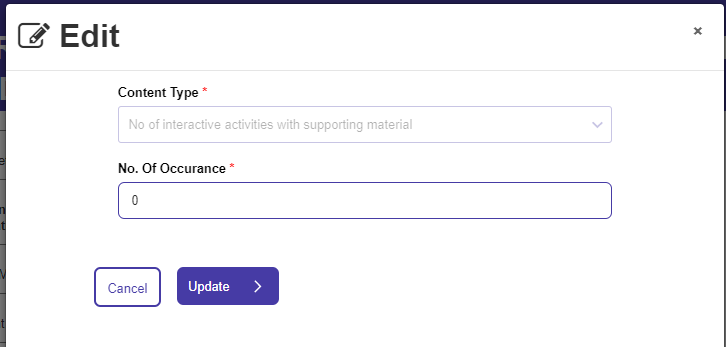 Edit
×
Content Type *
No of interactive activities with supporting material
No. Of Occurance *
0
Cancel
Update